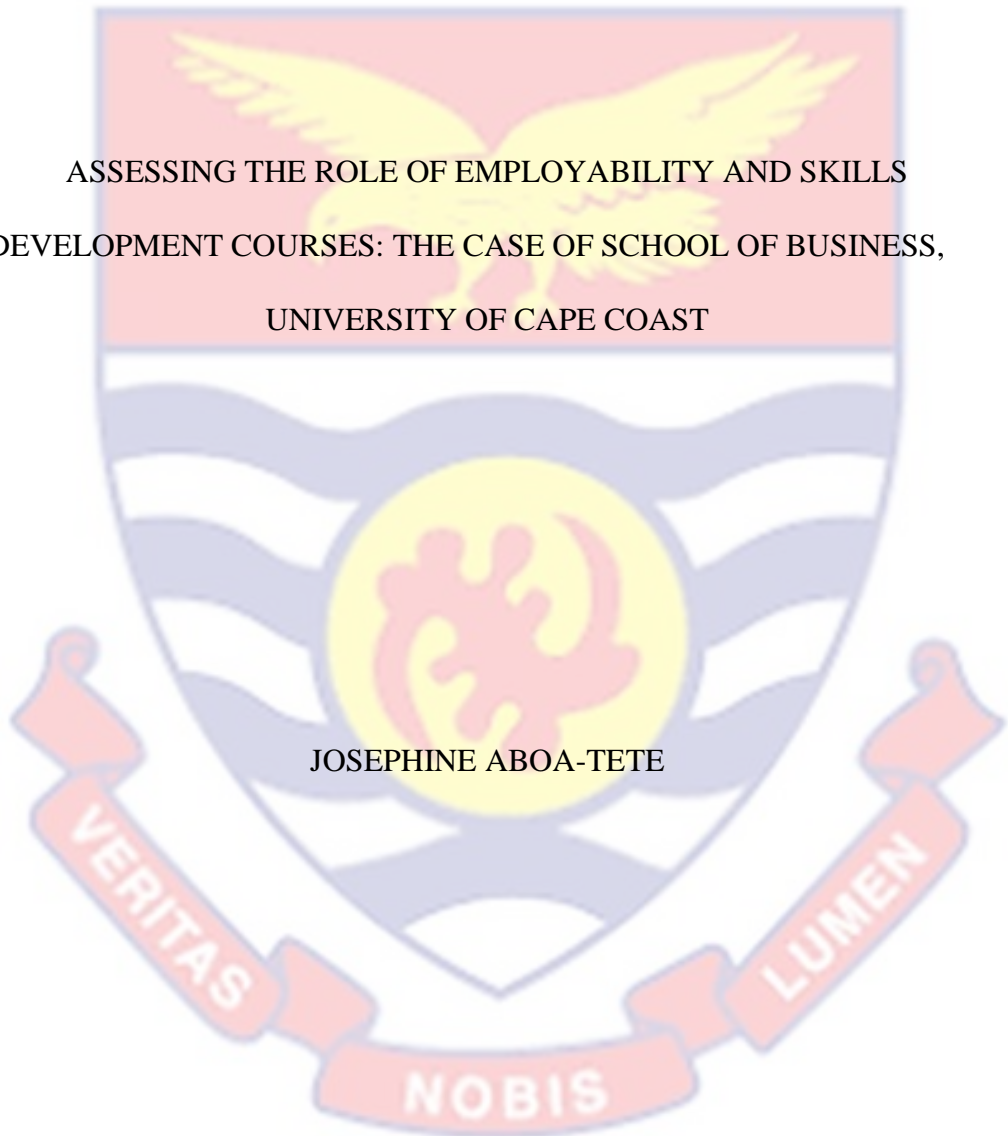 ASSESSING THE ROLE OF EMPLOYABILITY AND SKILLS
DEVELOPMENT COURSES: THE CASE OF SCHOOL OF BUSINESS,
UNIVERSITY OF CAPE COAST
JOSEPHINE ABOA-TETE
VERITAS
NOBIS
LUMEN